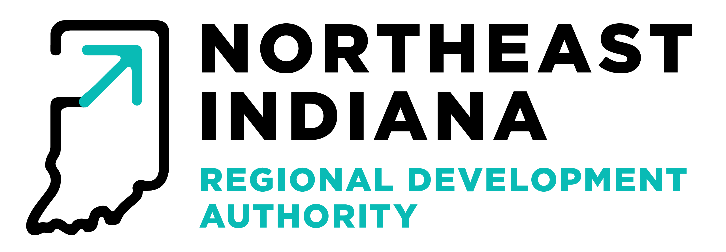 NORTHEAST
INDIANA
REGIONAL DEVELOPMENT
AUTHORITY